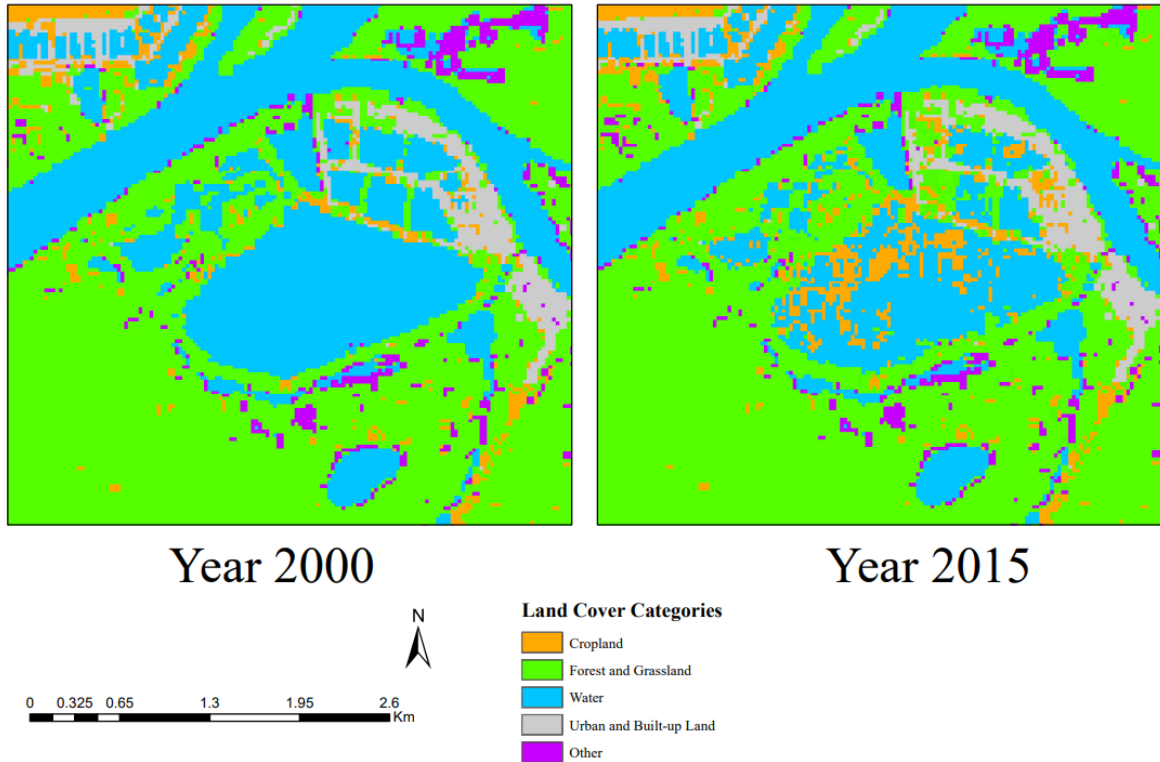 Year 2000
Year 2015
N
0 0.325 0.65 1.3 1.95 2.6
Km
Land Cover Categories
Cropland
Forest and Grassland
Water
Urban and Built-up Land
Other